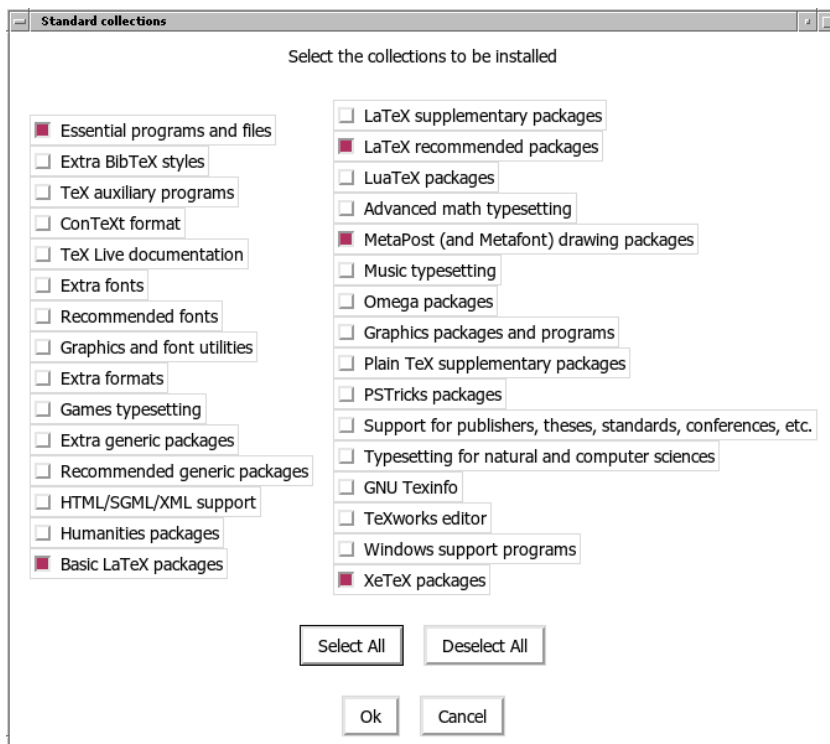 Standard collections
Select the collections to be installed
Essential programs and files
Extra BibTeX styles
TeX auxiliary programs
ConTeXt format
TeX Live documentation
Extra fonts
Recommended fonts
Graphics and font utilities
Extra formats
Games typesetting
Extra generic packages
Recommended generic packages
HTML/SGML/XML support
Humanities packages
Basic LaTeX packages
LaTeX supplementary packages
LaTeX recommended packages
LuaTeX packages
Advanced math typesetting
MetaPost (and Metafont) drawing packages
Music typesetting
Omega packages
Graphics packages and programs
Plain TeX supplementary packages
PSTricks packages
Support for publishers, theses, standards, conferences, etc.
Typesetting for natural and computer sciences
GNU Texinfo
TeXworks editor
Windows support programs
XeTeX packages
Select All Deselect All
Ok Cancel